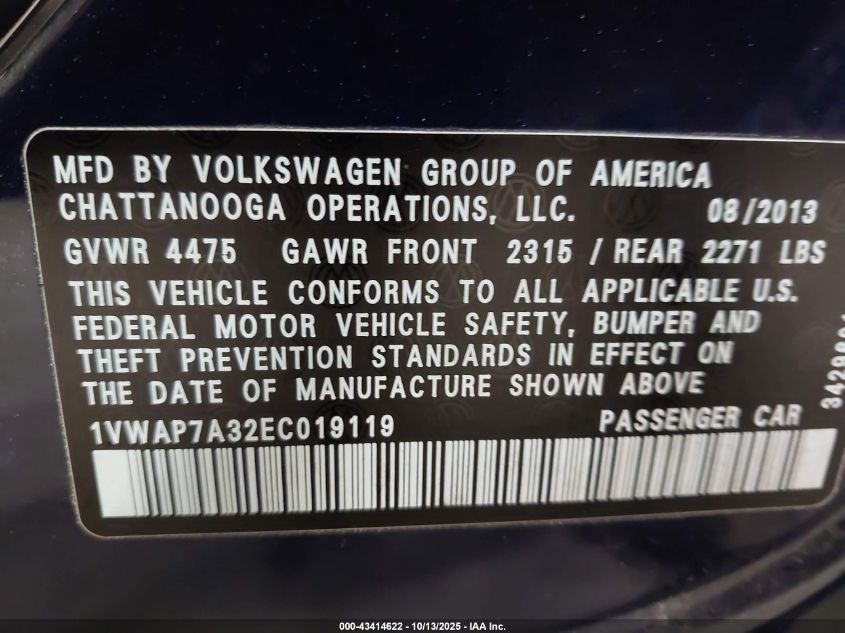 MFD BY VOLKSWAGEN GROUP OF AMERICA
CHATTANOOGA OPERATIONS, LLC. 08/2013
GVWR 4475 GAWR FRONT 2315 / REAR 2271 LBS
THIS VEHICLE CONFORMS TO ALL APPLICABLE U.S.
FEDERAL MOTOR VEHICLE SAFETY, BUMPER AND
THEFT PREVENTION STANDARDS IN EFFECT ON
THE DATE OF MANUFACTURE SHOWN ABOVE
1VWAP7A32EC019119 PASSENGER CAR
000-43414622 - 10/13/2025 - IAA Inc.